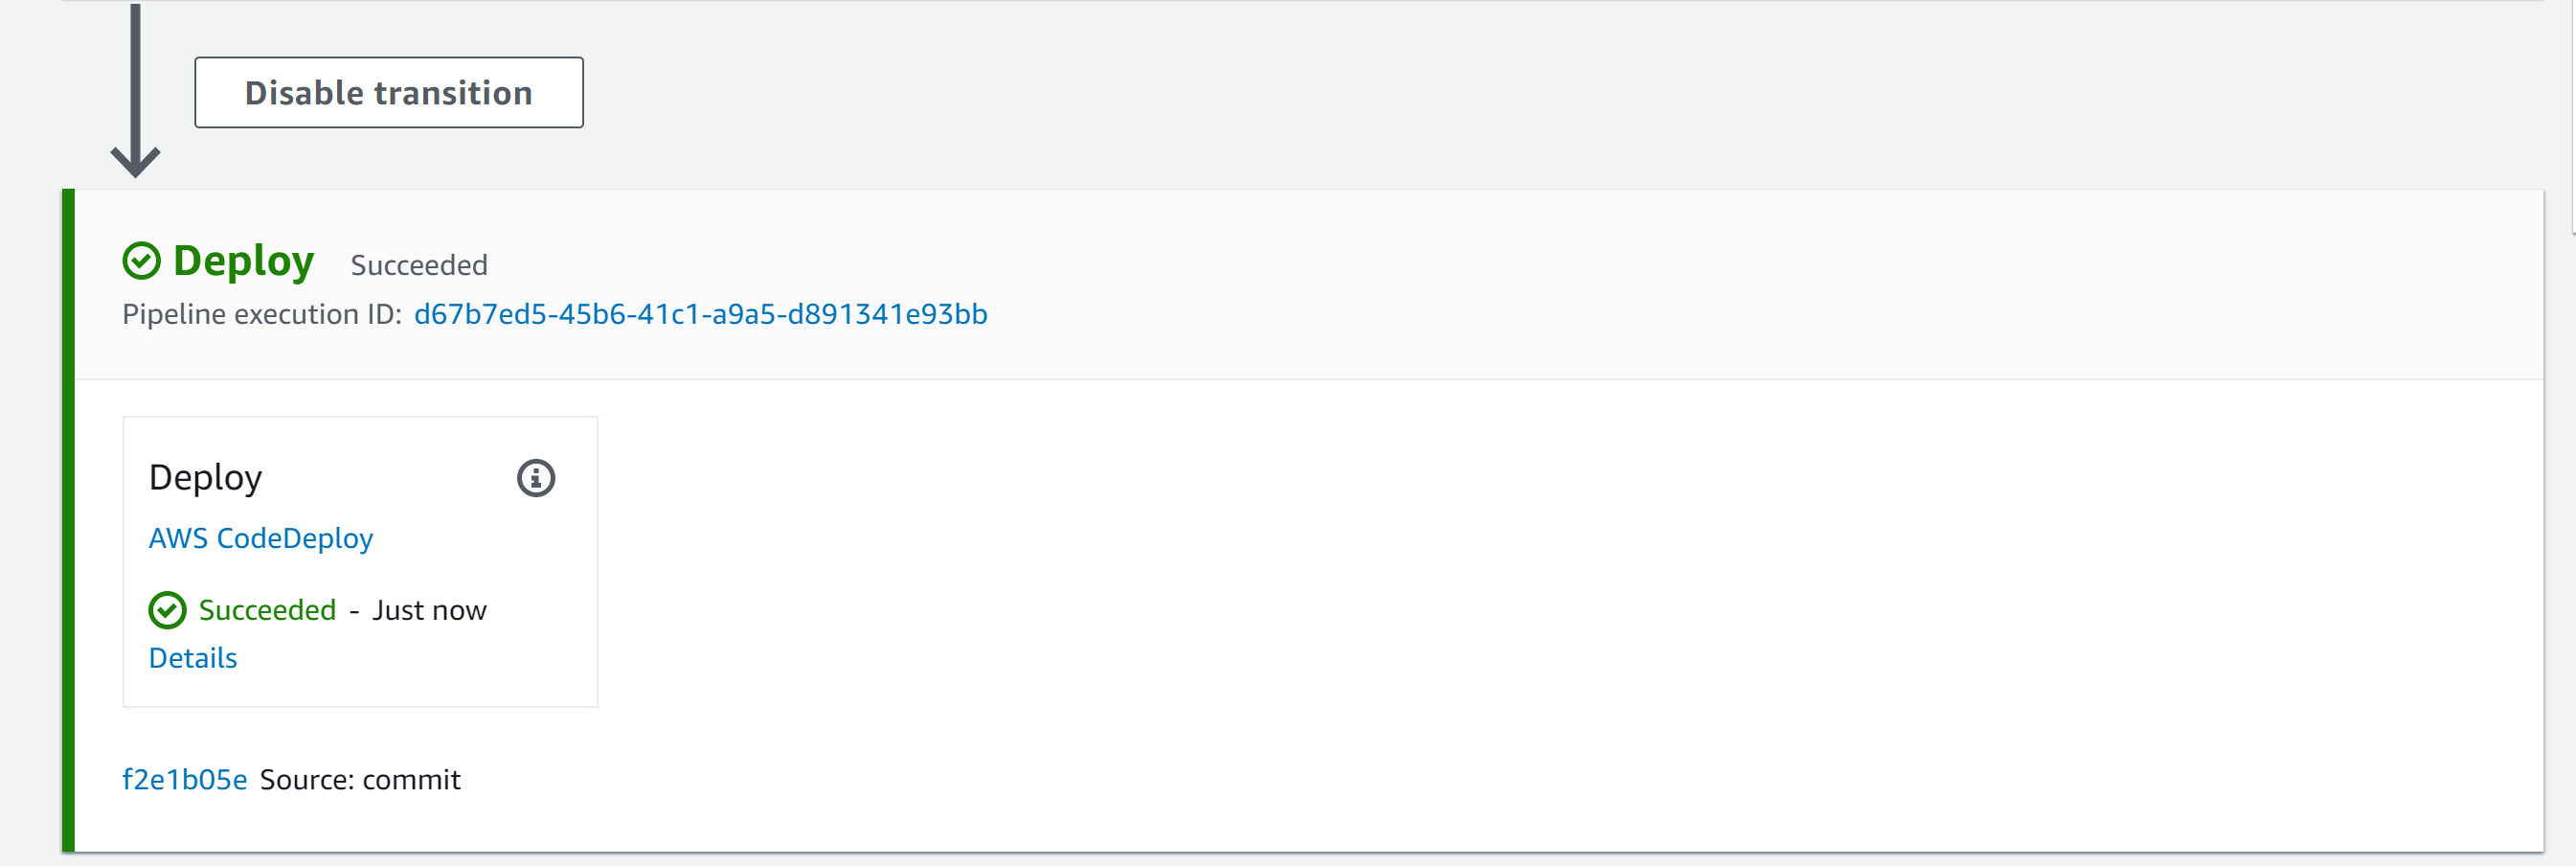 Disable transition
Deploy Succeeded
Pipeline execution ID: d67b7ed5-45b6-41c1-a9a5-d891341e93bb
Deploy
AWS CodeDeploy
Succeeded - Just now
Details
f2e1b05e Source: commit